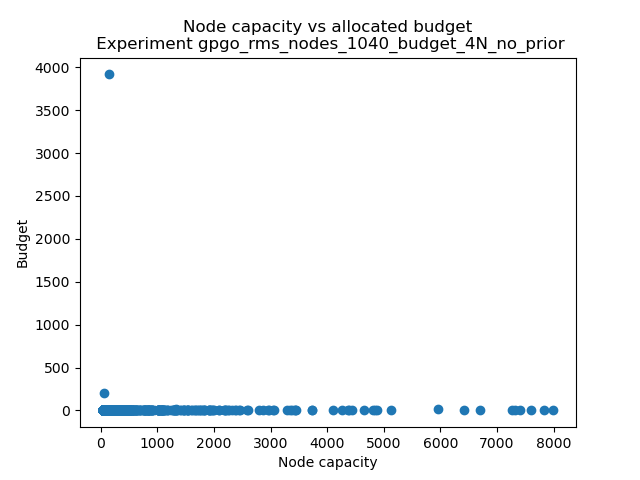 Node capacity vs allocated budget
Experiment gpgo_rms_nodes_1040_budget_4N_no_prior
4000
3500
3000
2500
2000
1500
1000
500
0
Budget
0 1000 2000 3000 4000 5000 6000 7000 8000
Node capacity